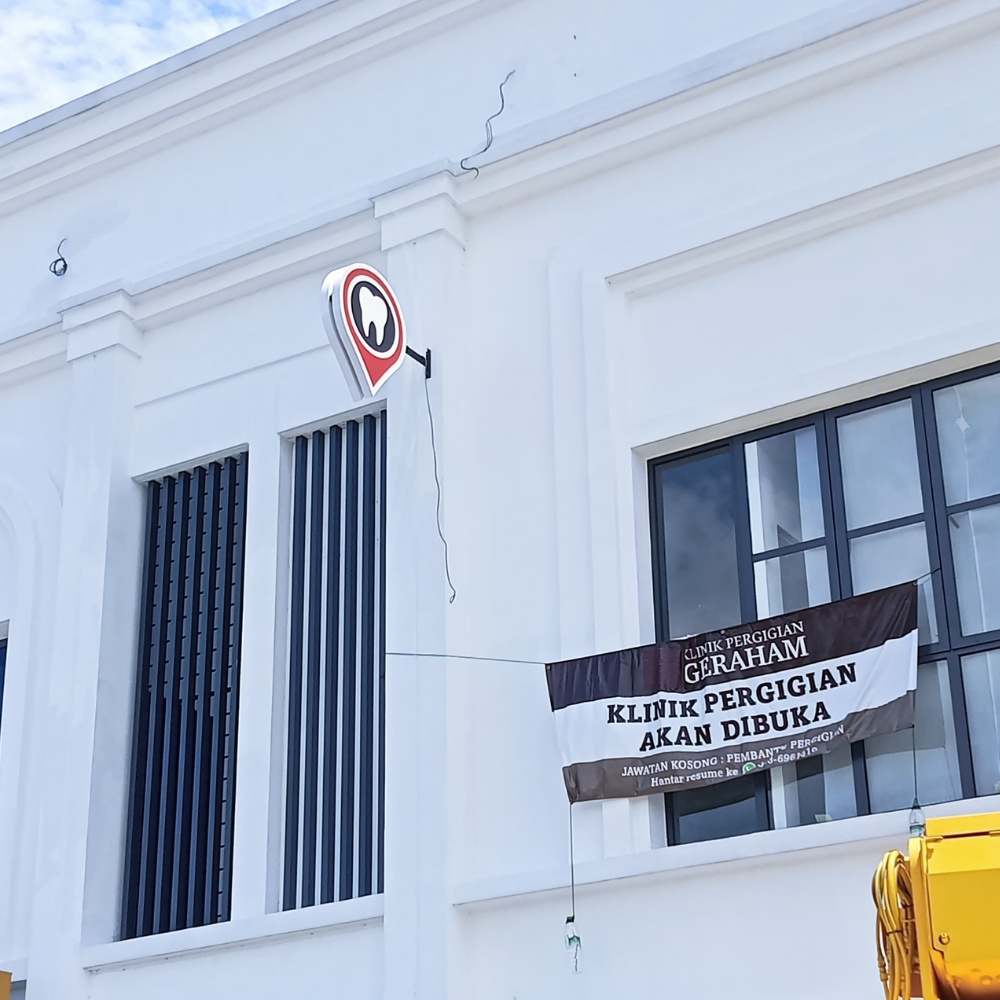 KLINIK PERGIGIAN
GERAHAM
KLINIK PERGIGIAN
AKAN DIBUKA
JAWATAN KOSONG : PEMBANTU PERGIGIAN
Hantar resume ke